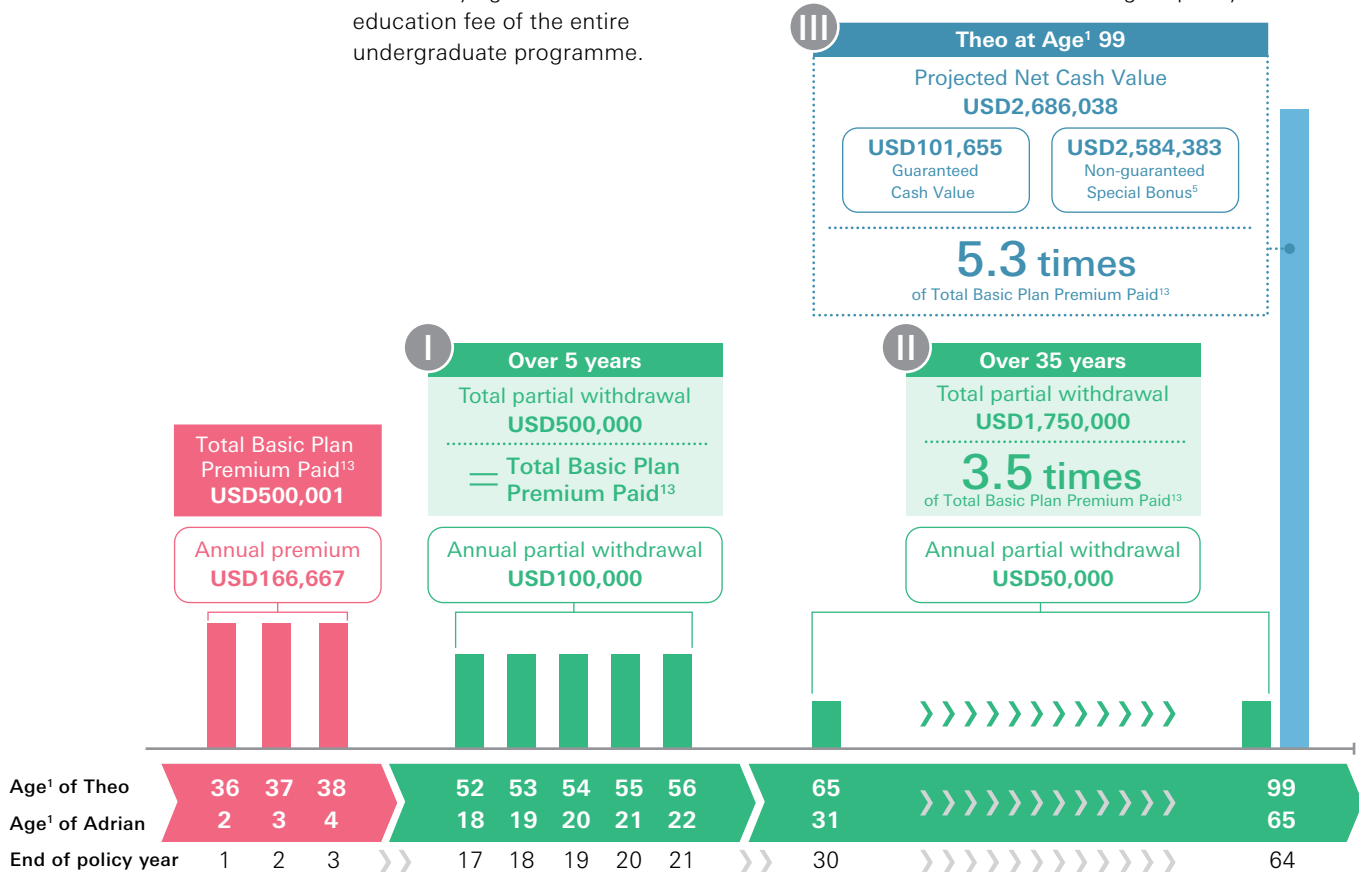 education fee of the entire
undergraduate programme.
III
Theo at Age¹ 99
Projected Net Cash Value
USD2,686,038
USD101,655
Guaranteed
Cash Value
USD2,584,383
Non-guaranteed
Special Bonus⁵
5.3 times
of Total Basic Plan Premium Paid¹³
I
Over 5 years
Total partial withdrawal
USD500,000
= Total Basic Plan
Premium Paid¹³
II
Over 35 years
Total partial withdrawal
USD1,750,000
3.5 times
of Total Basic Plan Premium Paid¹³
Total Basic Plan
Premium Paid¹³
USD500,001
Annual premium
USD166,667
Annual partial withdrawal
USD100,000
Annual partial withdrawal
USD50,000
Age¹ of Theo 36 37 38 52 53 54 55 56 65 99
Age¹ of Adrian 2 3 4 18 19 20 21 22 31 65
End of policy year 1 2 3 17 18 19 20 21 30 64